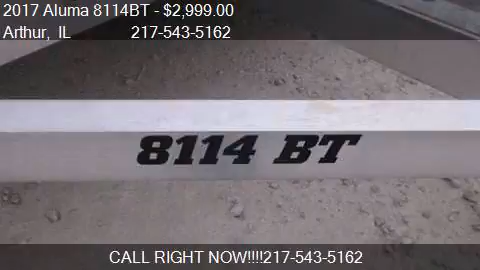 2017 Aluma 8114BT - $2,999.00
Arthur, IL 217-543-5162
8114 BT
CALL RIGHT NOW!!!!217-543-5162